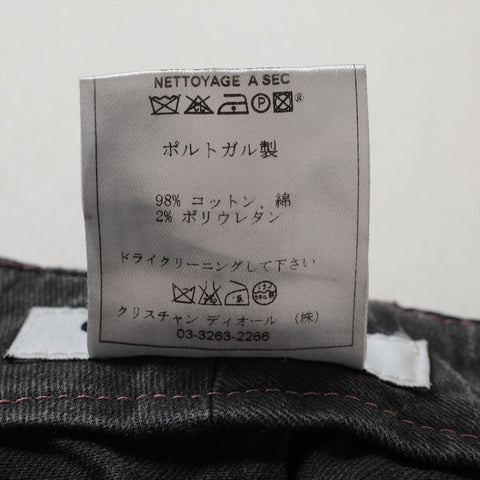 NETTOYAGE A SEC
P ®
ポルトガル製
98% コットン、綿
2% ポリウレタン
ドライクリーニングして下さい
クリスチャン ディオール (株)
03-3263-2266